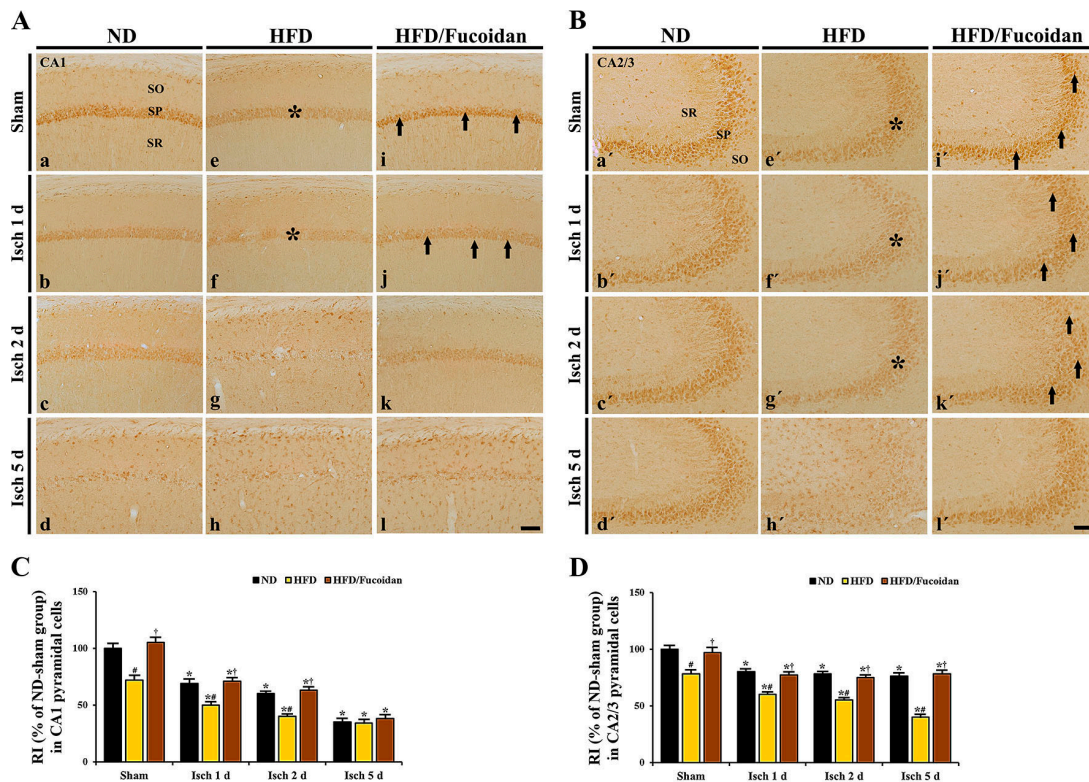 A
ND HFD HFD/Fucoidan
Sham
CA1
SO
SP
SR
a
*
e
i
Isch 1 d
b
*
f
j
Isch 2 d
c
g
k
Isch 5 d
d
h
l
B
ND HFD HFD/Fucoidan
Sham
CA2/3
SR
SP
SO
a´
*
e´
i´
Isch 1 d
b´
*
f´
j´
Isch 2 d
c´
*
g´
k´
Isch 5 d
d´
h´
l´
C
ND HFD HFD/Fucoidan
RI (% of ND-sham group)
in CA1 pyramidal cells
150
100
50
0
# †
* *# *†
* *# *†
* * *
Sham Isch 1 d Isch 2 d Isch 5 d
D
ND HFD HFD/Fucoidan
RI (% of ND-sham group)
in CA2/3 pyramidal cells
150
100
50
0
# †
* *# *†
* *# *†
* *# *†
Sham Isch 1 d Isch 2 d Isch 5 d